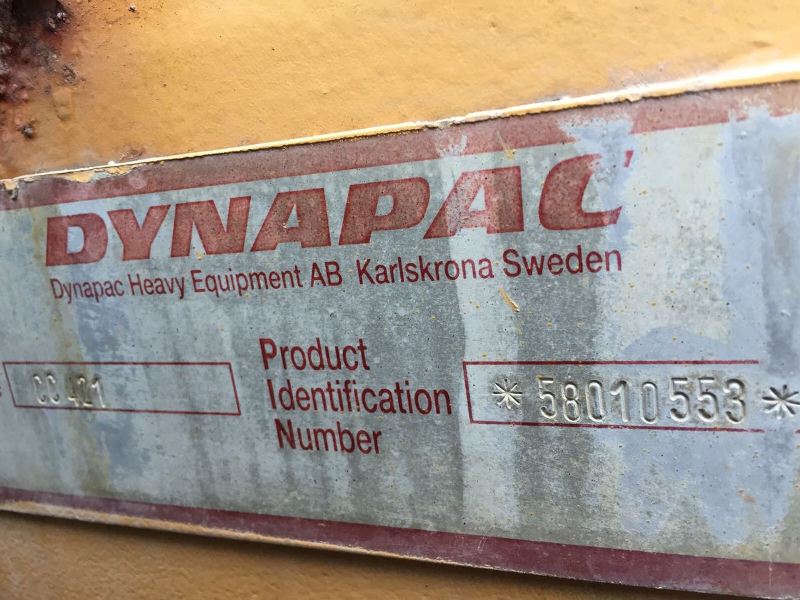 DYNAPAC
Dynapac Heavy Equipment AB Karlskrona Sweden
CC 421
Product
Identification
Number
*58010553*